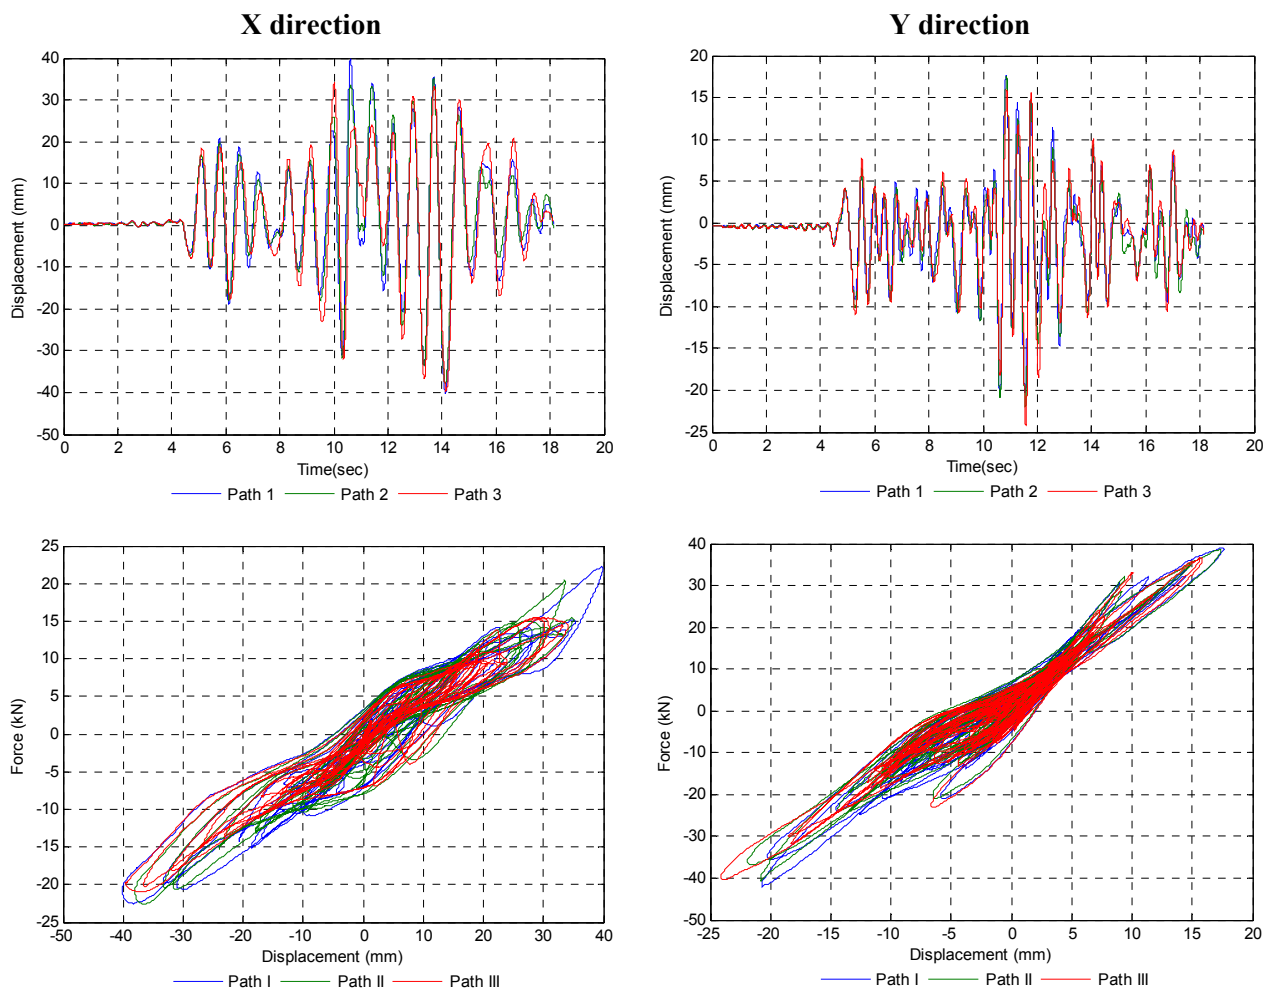 X direction
Y direction
40
30
20
10
0
-10
-20
-30
40
-50
Displacement (mm)
0 2 4 6 8 10 12 14 16 18 20
Time(sec)
Path 1 Path 2 Path 3
20
15
10
5
0
-5
-10
-15
-20
-25
Displacement (mm)
0 2 4 6 8 10 12 14 16 18 20
Time(sec)
Path 1 Path 2 Path 3
25
20
15
10
5
0
-5
-10
-15
-20
-25
Force (kN)
-50 -40 -30 -20 -10 0 10 20 30 40
Displacement (mm)
Path I Path II Path III
40
30
20
10
0
-10
-20
-30
-40
-50
Force (kN)
-25 -20 -15 -10 -5 0 5 10 15 20
Displacement (mm)
Path I Path II Path III